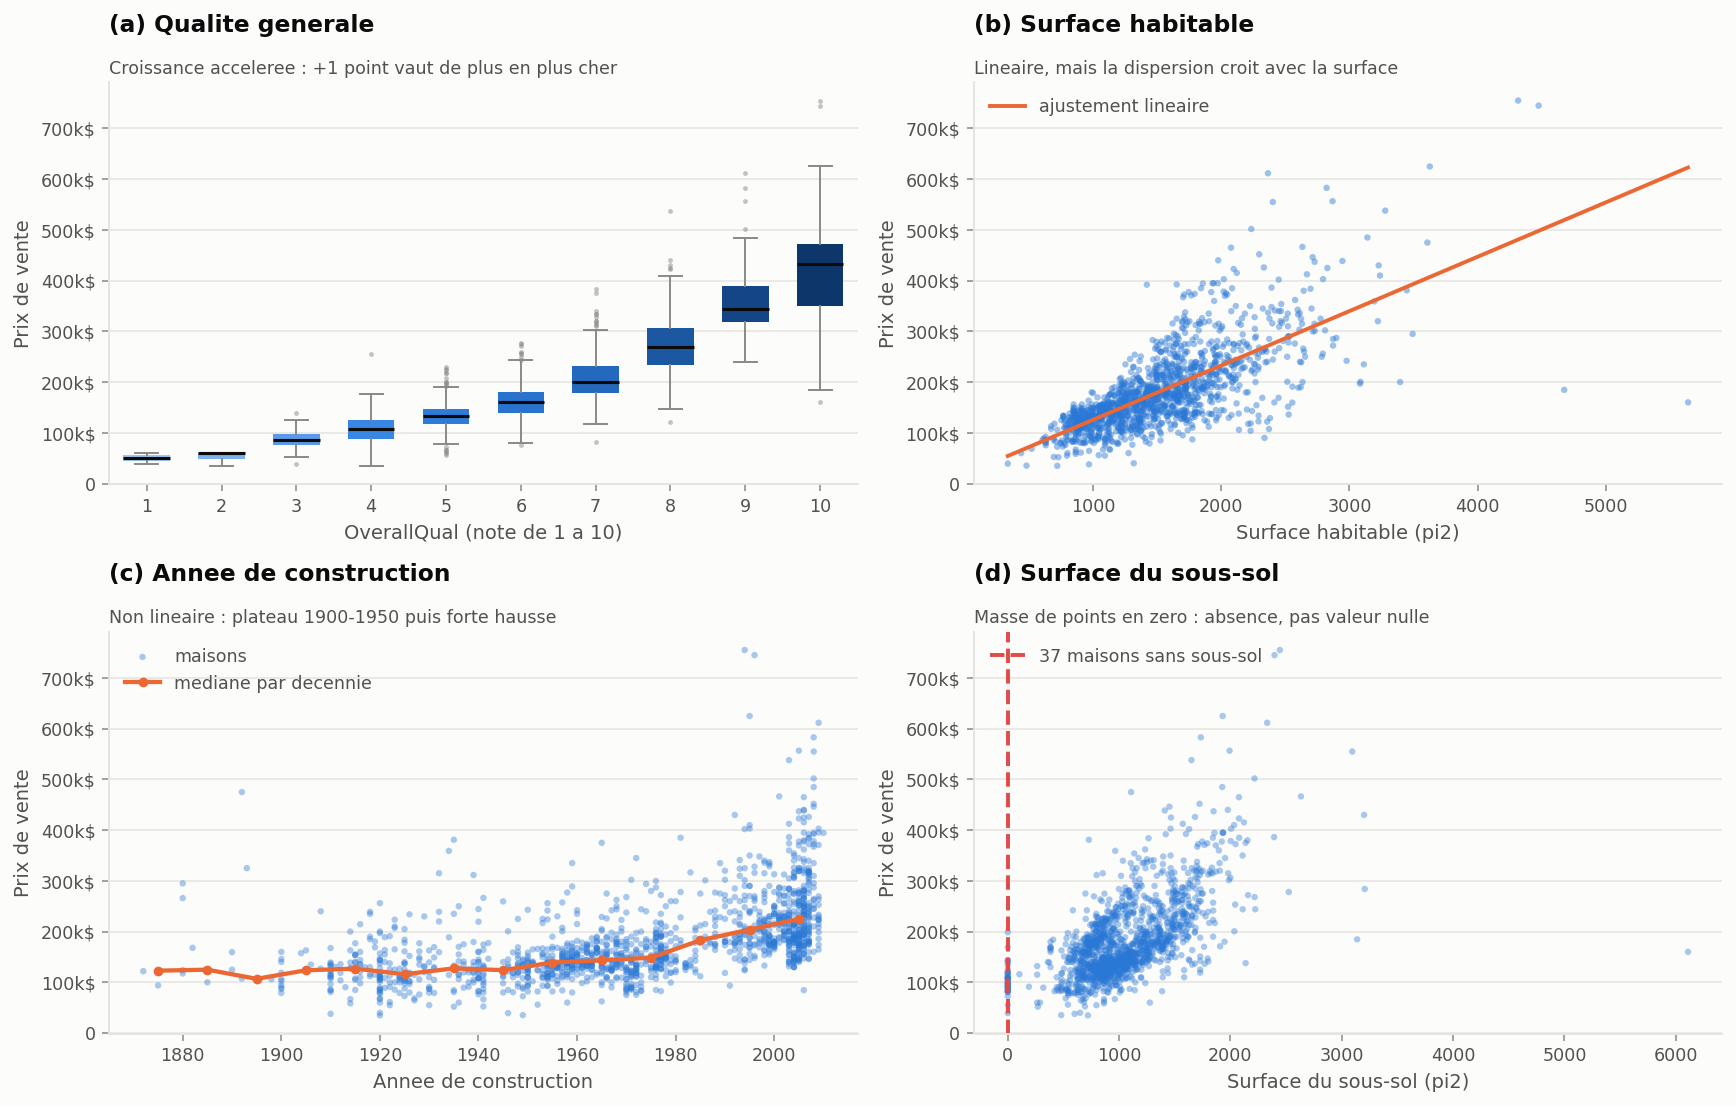 (a) Qualite generale
Croissance acceleree : +1 point vaut de plus en plus cher
700k$
600k$
500k$
400k$
300k$
200k$
100k$
0
Prix de vente
1 2 3 4 5 6 7 8 9 10
OverallQual (note de 1 a 10)
(b) Surface habitable
Lineaire, mais la dispersion croit avec la surface
ajustement lineaire
700k$
600k$
500k$
400k$
300k$
200k$
100k$
0
Prix de vente
1000 2000 3000 4000 5000
Surface habitable (pi2)
(c) Annee de construction
Non lineaire : plateau 1900-1950 puis forte hausse
maisons
mediane par decennie
700k$
600k$
500k$
400k$
300k$
200k$
100k$
0
Prix de vente
1880 1900 1920 1940 1960 1980 2000
Annee de construction
(d) Surface du sous-sol
Masse de points en zero : absence, pas valeur nulle
37 maisons sans sous-sol
700k$
600k$
500k$
400k$
300k$
200k$
100k$
0
Prix de vente
0 1000 2000 3000 4000 5000 6000
Surface du sous-sol (pi2)